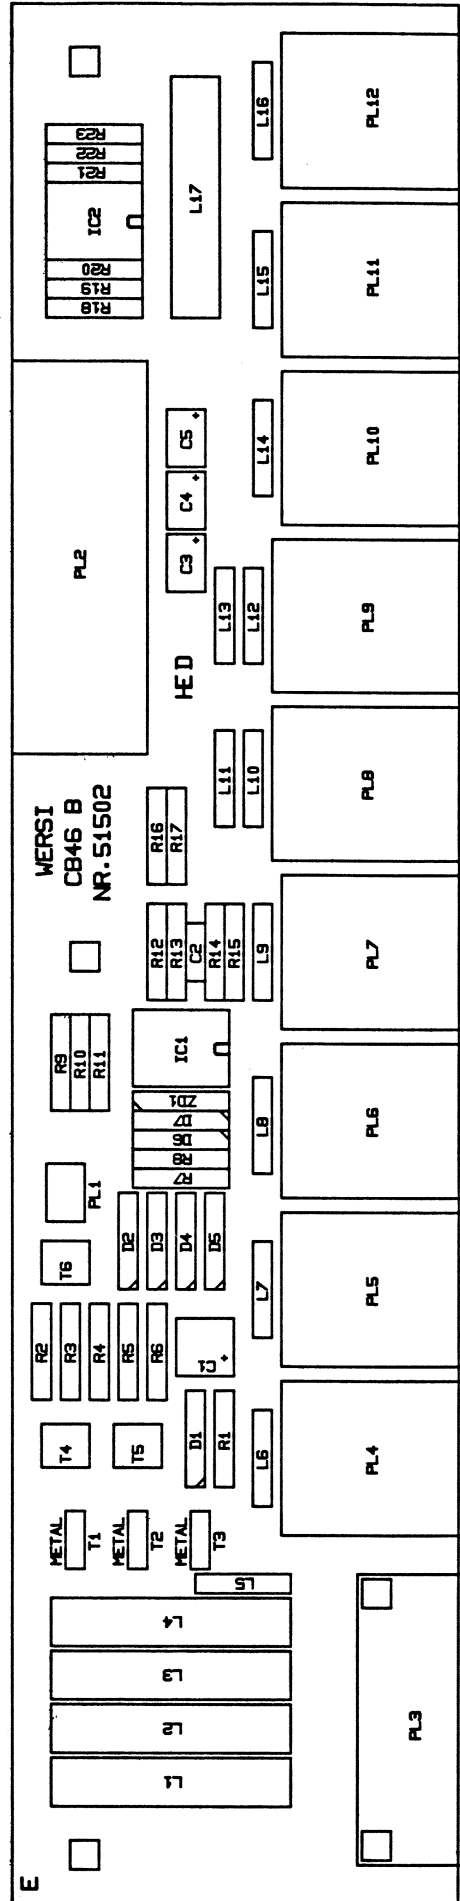 PL12
L16
R23
R22
R21
IC2
R20
R19
R18
L17
PL11
L15
PL10
L14
C5
+
C4
+
C3
+
PL2
PL9
L13
L12
HED
PL8
L11
L10
WERSI
CB46 B
NR.51502
R16
R17
PL7
R12
R13
C2
R14
R15
L9
IC1
R9
R10
R11
PL6
L8
ZD1
D7
D6
R8
R7
PL1
T6
D2
D3
D4
D5
PL5
L7
R2
R3
R4
R5
R6
C1
+
PL4
L6
T4
T5
D1
R1
METAL
T1
METAL
T2
METAL
T3
L5
L4
L3
L2
L1
PL3
E